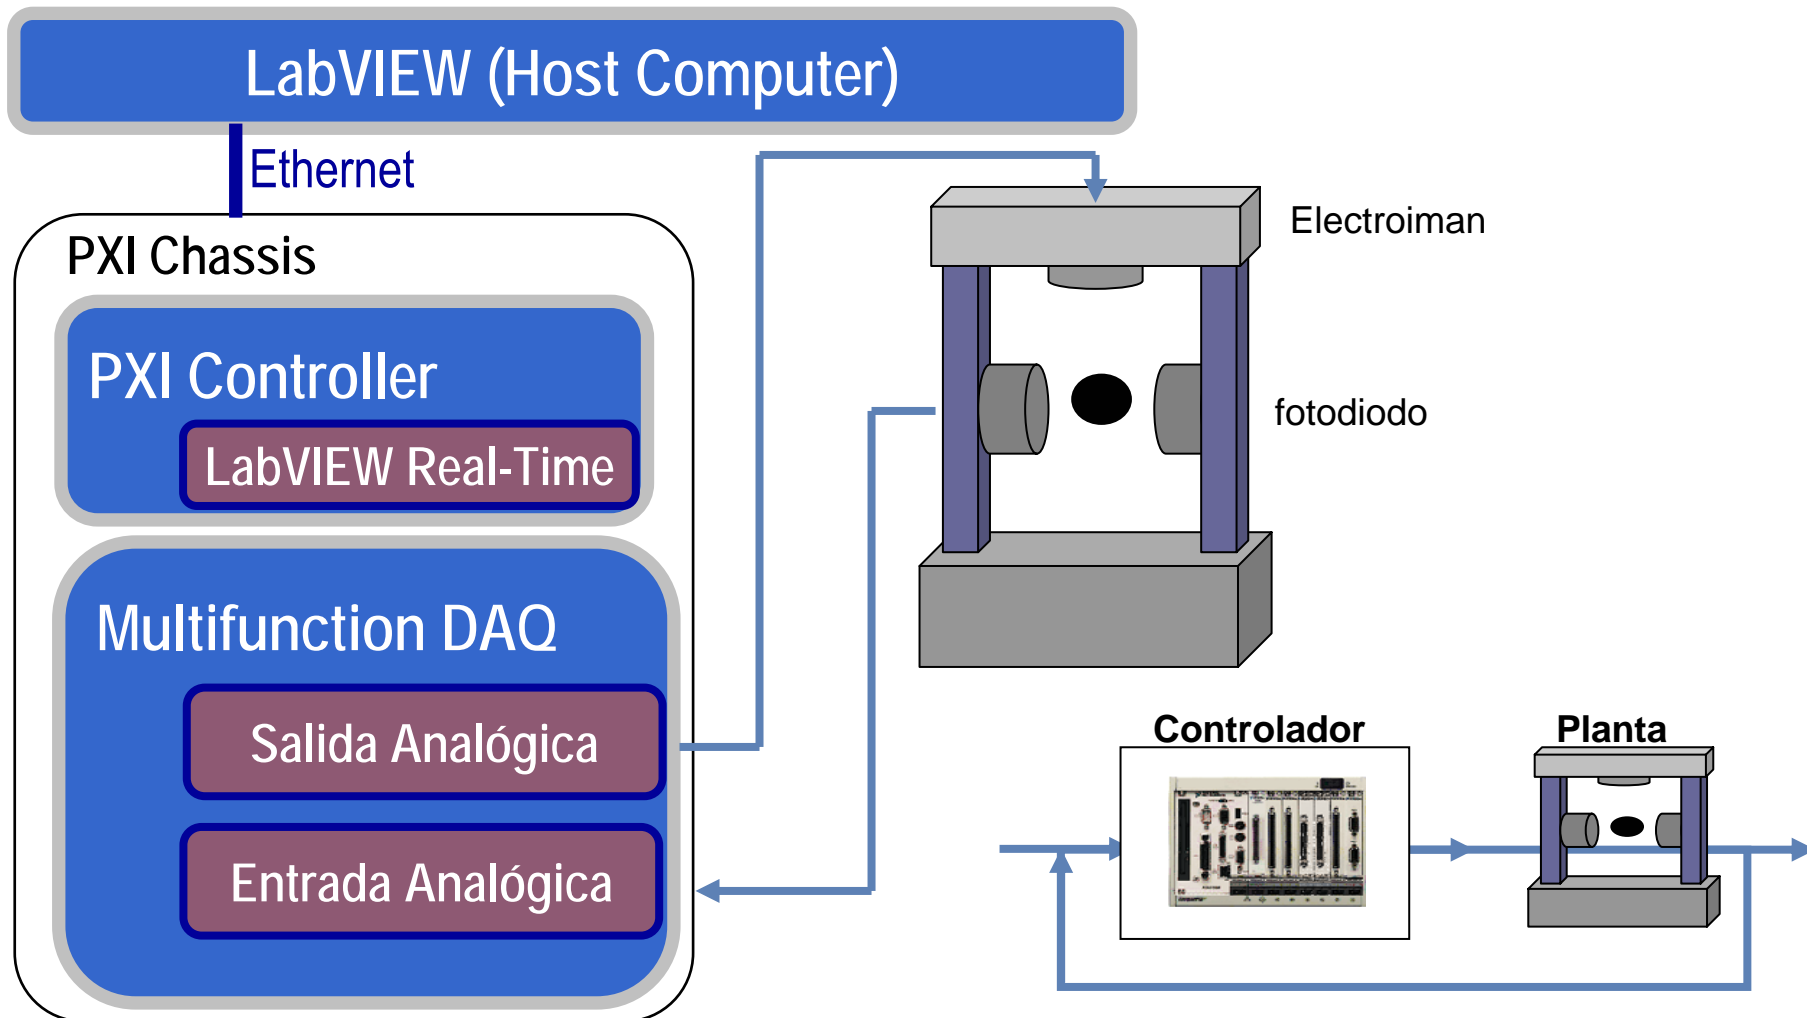 LabVIEW (Host Computer)
Ethernet
PXI Chassis
PXI Controller
LabVIEW Real-Time
Multifunction DAQ
Salida Analógica
Entrada Analógica
Electroiman
fotodiodo
Controlador
Planta